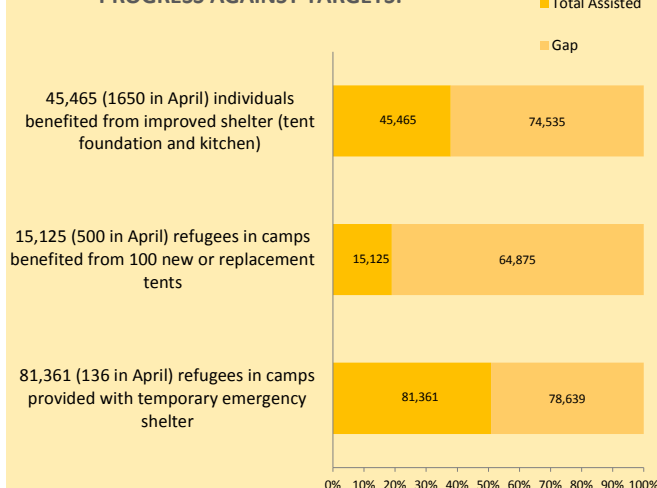 PROGRESS AGAINST TARGETS:
Total Assisted
Gap
45,465 (1650 in April) individuals
benefited from improved shelter (tent
foundation and kitchen)
45,465
74,535
15,125 (500 in April) refugees in camps
benefited from 100 new or replacement
tents
15,125
64,875
81,361 (136 in April) refugees in camps
provided with temporary emergency
shelter
81,361
78,639
0% 10% 20% 30% 40% 50% 60% 70% 80% 90% 100%